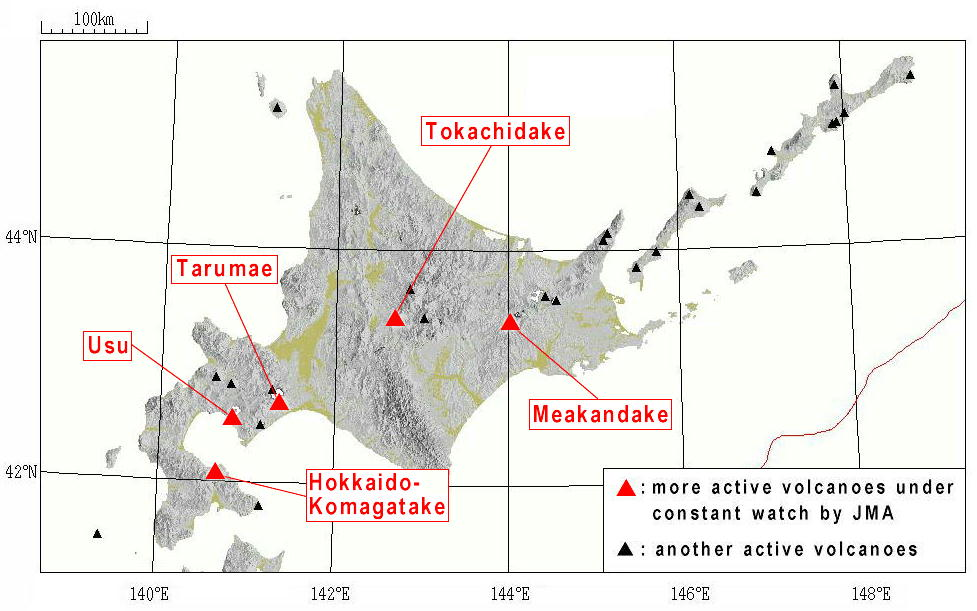 100km
Tokachidake
44°N
Tarumae
Usu
Meakandake
42°N
Hokkaido-
Komagatake
: more active volcanoes under
constant watch by JMA
: another active volcanoes
140°E
142°E
144°E
146°E
148°E